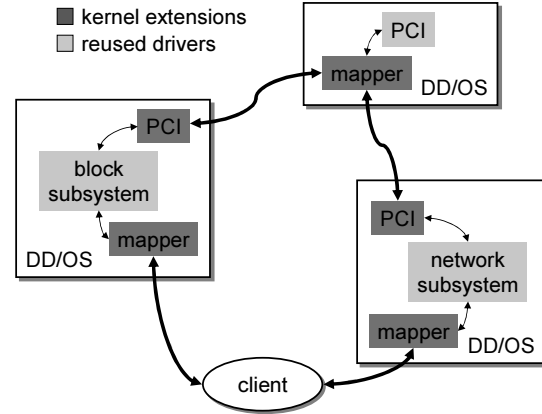 kernel extensions
reused drivers
PCI
mapper
DD/OS
PCI
block
subsystem
mapper
DD/OS
PCI
network
subsystem
mapper
DD/OS
client